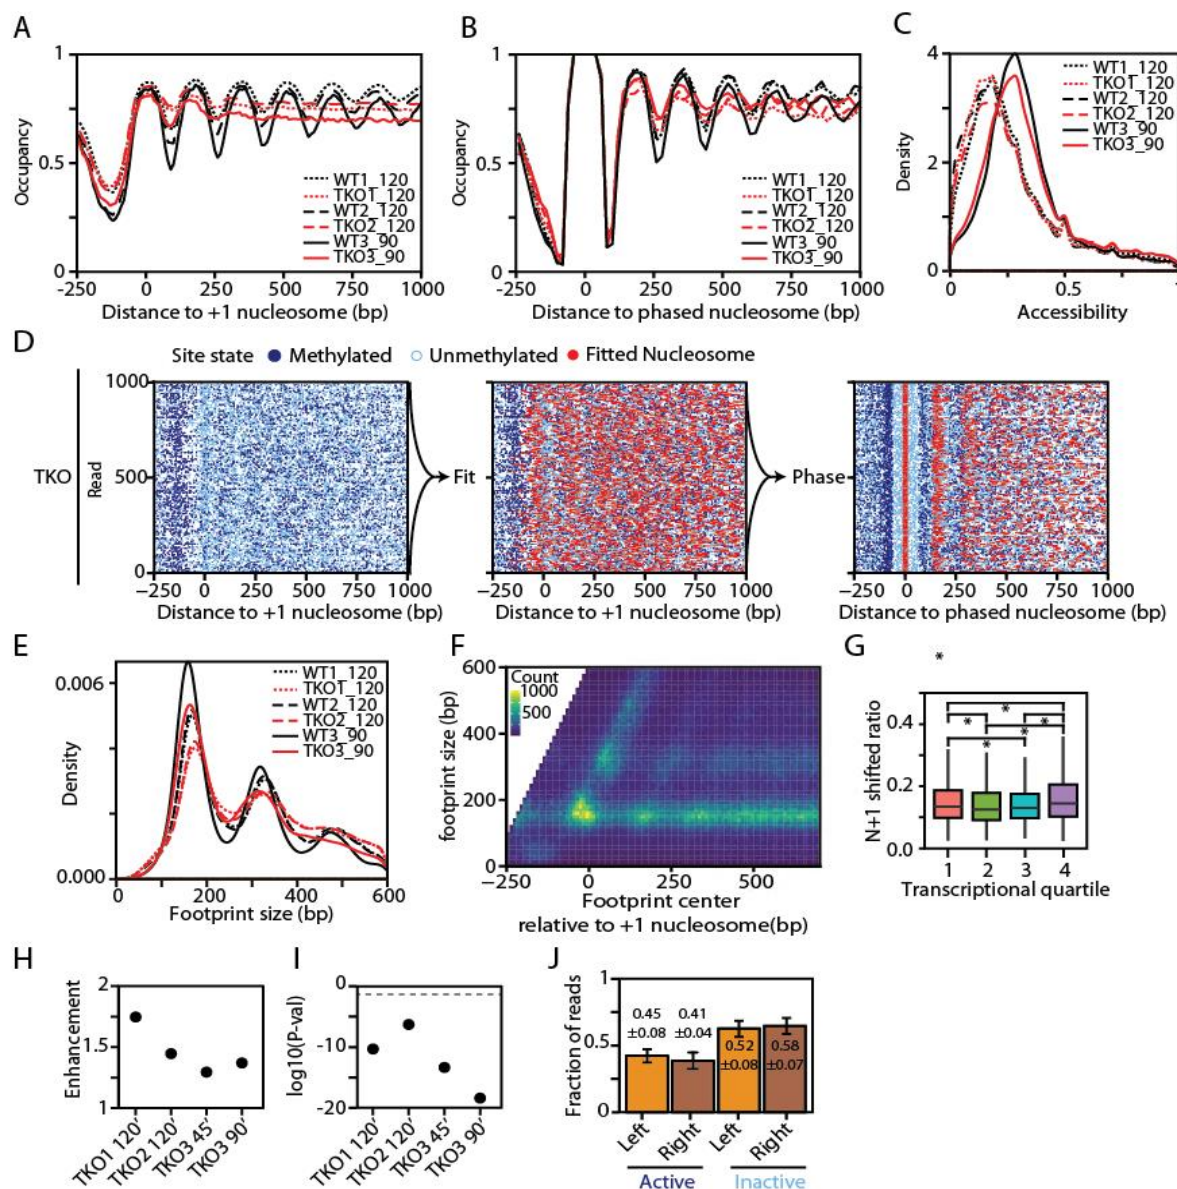 A
1
0.5
0
Occupancy
WT1_120
TKO1_120
WT2_120
TKO2_120
WT3_90
TKO3_90
-250 0 250 500 750 1000
Distance to +1 nucleosome (bp)
B
1
0.5
0
Occupancy
WT1_120
TKO1_120
WT2_120
TKO2_120
WT3_90
TKO3_90
-250 0 250 500 750 1000
Distance to phased nucleosome (bp)
C
4
2
0
Density
WT1_120
TKO1_120
WT2_120
TKO2_120
WT3_90
TKO3_90
0 0.5 1
Accessibility
D
Site state Methylated Unmethylated Fitted Nucleosome
TKO
Read
1000
500
0
−250 0 250 500 750 1000
Distance to +1 nucleosome (bp)
Fit
−250 0 250 500 750 1000
Distance to +1 nucleosome (bp)
Phase
−250 0 250 500 750 1000
Distance to phased nucleosome (bp)
E
0.006
0.000
Density
WT1_120
TKO1_120
WT2_120
TKO2_120
WT3_90
TKO3_90
0 200 400 600
Footprint size (bp)
F
600
400
200
0
footprint size (bp)
Count
1000
500
−250 0 500
Footprint center
relative to +1 nucleosome(bp)
G
*
0.4
0.2
0.0
N+1 shifted ratio
*
* *
* *
1 2 3 4
Transcriptional quartile
H
2
1.5
1
Enhancement
TKO1 120'
TKO2 120'
TKO3 45'
TKO3 90'
I
0
-10
-20
log10(P-val)
TKO1 120'
TKO2 120'
TKO3 45'
TKO3 90'
J
1
0.5
0
Fraction of reads
0.45
±0.08
0.41
±0.04
0.52
±0.08
0.58
±0.07
Left
Right
Left
Right
Active Inactive